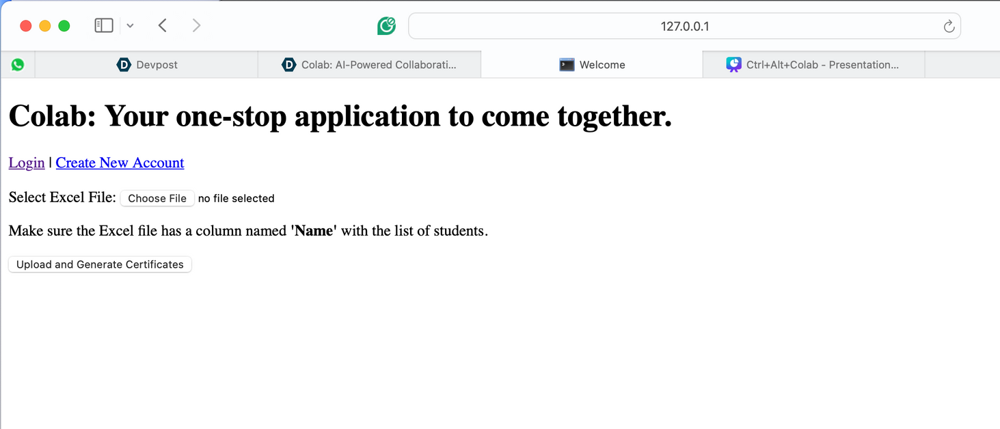 127.0.0.1
Devpost
Colab: AI-Powered Collaborati...
Welcome
Ctrl+Alt+Colab - Presentation...
Colab: Your one-stop application to come together.
Login | Create New Account
Select Excel File: Choose File no file selected
Make sure the Excel file has a column named 'Name' with the list of students.
Upload and Generate Certificates